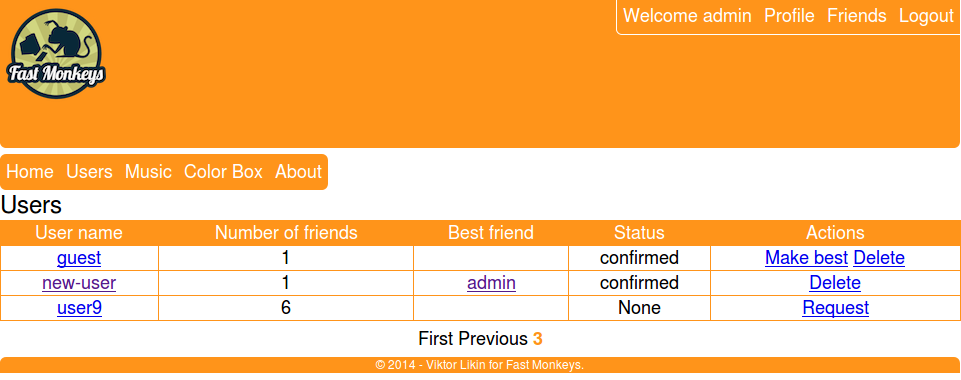 Welcome admin Profile Friends Logout
Fast Monkeys
Home Users Music Color Box About
Users
User name Number of friends Best friend Status Actions
guest 1 confirmed Make best Delete
new-user 1 admin confirmed Delete
user9 6 None Request
First Previous 3
© 2014 - Viktor Likin for Fast Monkeys.